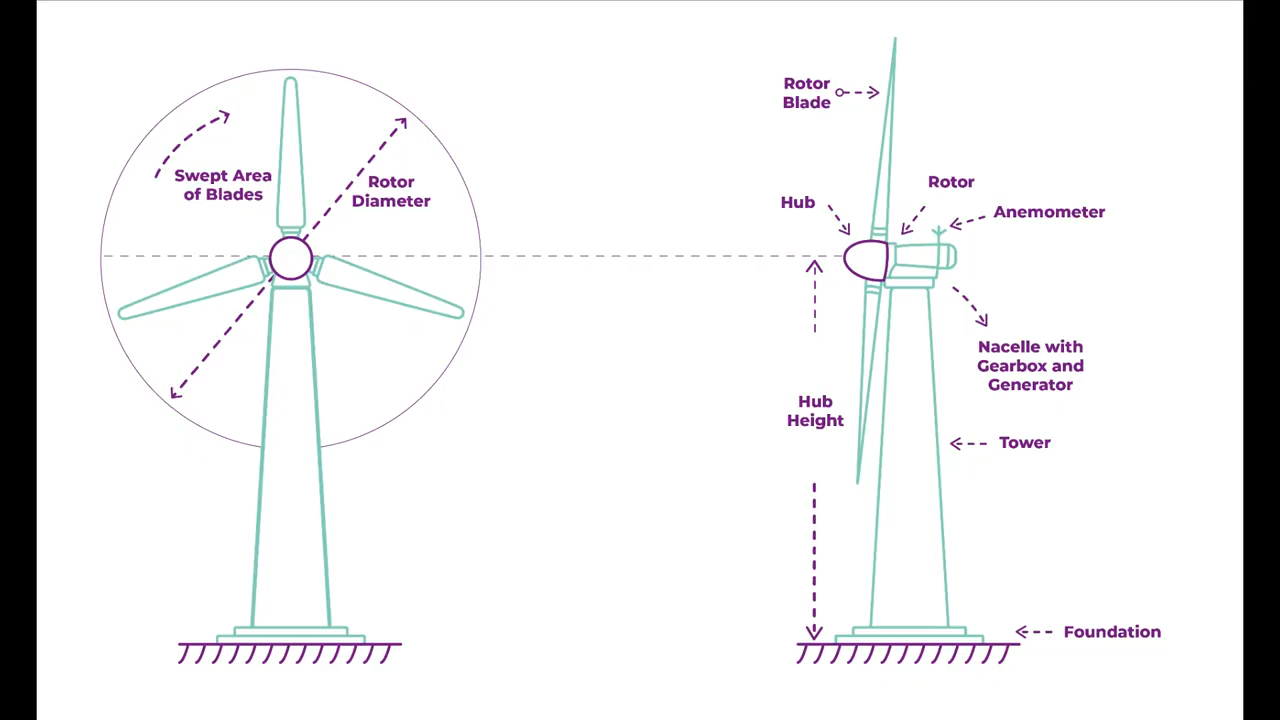 Swept Area
of Blades
Rotor
Diameter
Rotor
Blade
Hub
Rotor
Anemometer
Nacelle with
Gearbox and
Generator
Hub
Height
Tower
Foundation